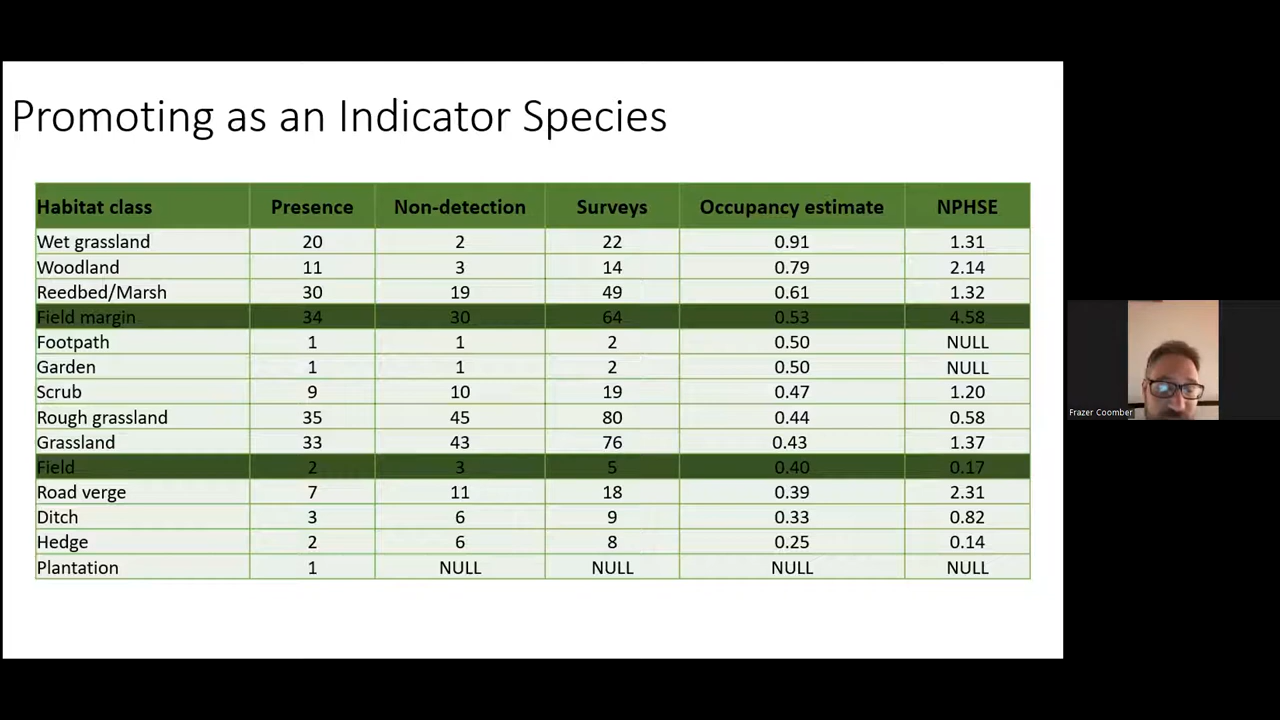 Promoting as an Indicator Species
Habitat class Presence Non-detection Surveys Occupancy estimate NPHSE
Wet grassland 20 2 22 0.91 1.31
Woodland 11 3 14 0.79 2.14
Reedbed/Marsh 30 19 49 0.61 1.32
Field margin 34 30 64 0.53 4.58
Footpath 1 1 2 0.50 NULL
Garden 1 1 2 0.50 NULL
Scrub 9 10 19 0.47 1.20
Rough grassland 35 45 80 0.44 0.58
Grassland 33 43 76 0.43 1.37
Field 2 3 5 0.40 0.17
Road verge 7 11 18 0.39 2.31
Ditch 3 6 9 0.33 0.82
Hedge 2 6 8 0.25 0.14
Plantation 1 NULL NULL NULL NULL
Frazer Coomber